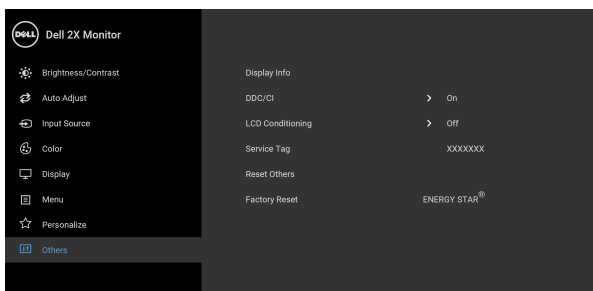 DELL Dell 2X Monitor
Brightness/Contrast
Auto Adjust
Input Source
Color
Display
Menu
Personalize
Others
Display Info
DDC/CI > On
LCD Conditioning > Off
Service Tag XXXXXXX
Reset Others
Factory Reset ENERGY STAR®